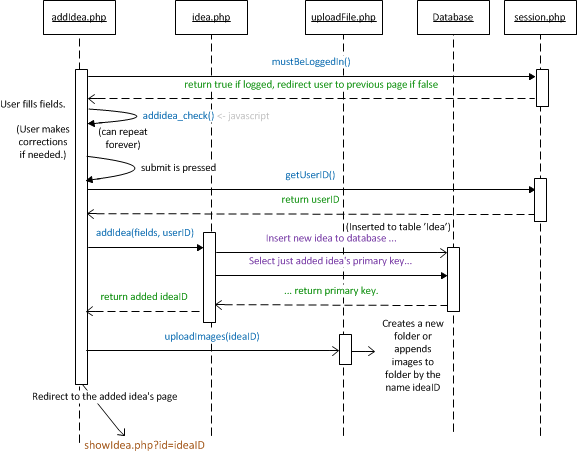 addIdea.php
idea.php
uploadFile.php
Database
session.php
mustBeLoggedIn()
return true if logged, redirect user to previous page if false
User fills fields.
addidea_check() <- javascript
(User makes
corrections
if needed.)
(can repeat
forever)
submit is pressed
getUserID()
return userID
(Inserted to table 'Idea')
addIdea(fields, userID)
Insert new idea to database ...
Select just added idea's primary key...
... return primary key.
return added ideaID
uploadImages(ideaID)
Creates a new
folder or
appends
images to
folder by the
name ideaID
Redirect to the added idea's page
showIdea.php?id=ideaID